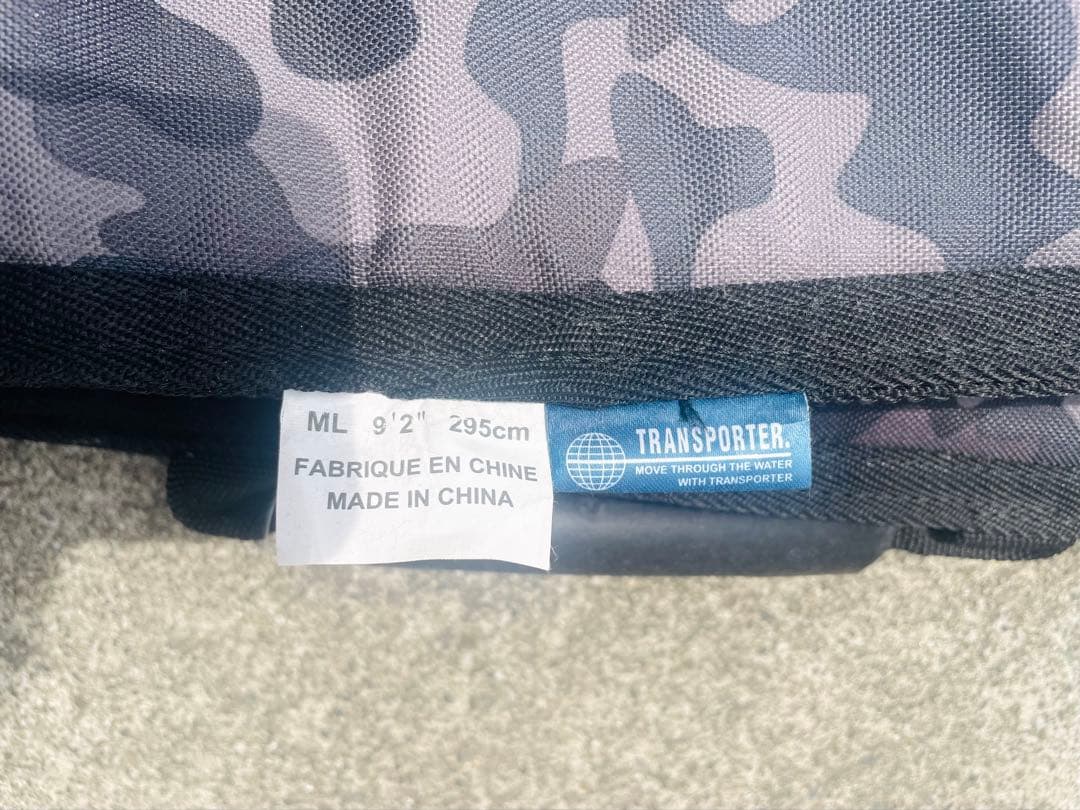 ML 9'2" 295cm
FABRIQUE EN CHINE
MADE IN CHINA
TRANSPORTER.
MOVE THROUGH THE WATER
WITH TRANSPORTER